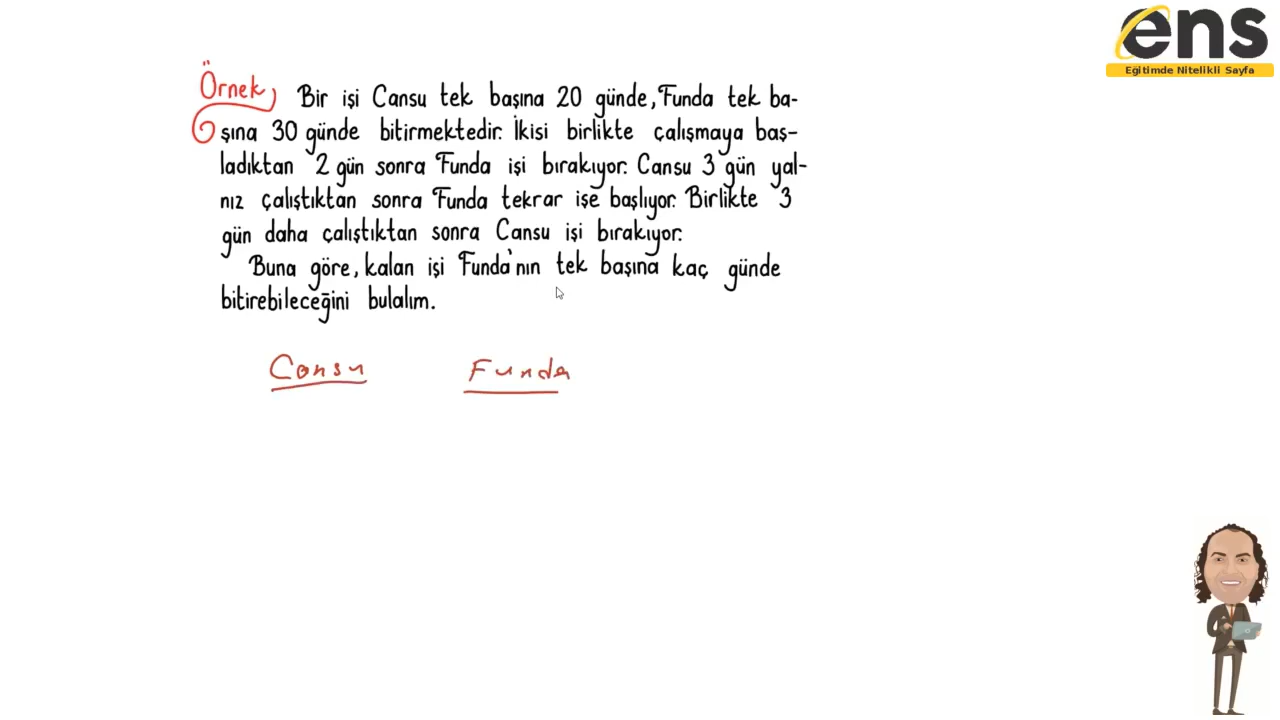 ens
Eğitimde Nitelikli Sayfa
Örnek
Bir işi Cansu tek başına 20 günde, Funda tek ba-
şına 30 günde bitirmektedir. İkisi birlikte çalışmaya baş-
ladıktan 2 gün sonra Funda işi bırakıyor. Cansu 3 gün yal-
nız çalıştıktan sonra Funda tekrar işe başlıyor. Birlikte 3
gün daha çalıştıktan sonra Cansu işi bırakıyor.
Buna göre, kalan işi Funda'nın tek başına kaç günde
bitirebileceğini bulalım.
Cansu Funda